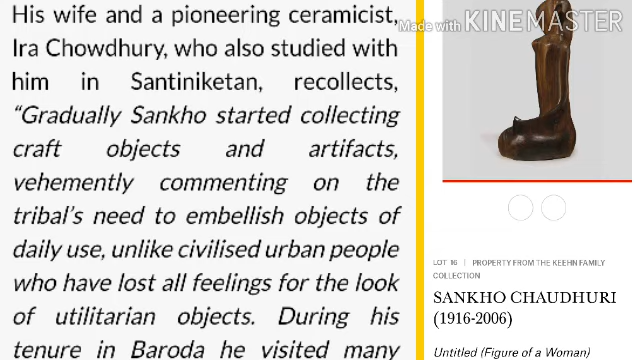 His wife and a pioneering ceramicist,
Ira Chowdhury, who also studied with
him in Santiniketan, recollects,
“Gradually Sankho started collecting
craft objects and artifacts,
vehemently commenting on the
tribal’s need to embellish objects of
daily use, unlike civilised urban people
who have lost all feelings for the look
of utilitarian objects. During his
tenure in Baroda he visited many
Made with KINEMASTER
LOT 16 | PROPERTY FROM THE KEEHN FAMILY
COLLECTION
SANKHO CHAUDHURI
(1916-2006)
Untitled (Figure of a Woman)